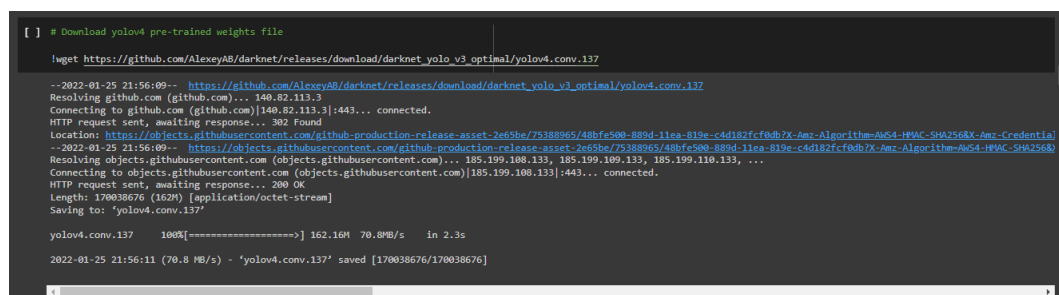 [ ] # Download yolov4 pre-trained weights file
!wget https://github.com/AlexeyAB/darknet/releases/download/darknet_yolo_v3_optimal/yolov4.conv.137
--2022-01-25 21:56:09-- https://github.com/AlexeyAB/darknet/releases/download/darknet_yolo_v3_optimal/yolov4.conv.137
Resolving github.com (github.com)... 140.82.113.3
Connecting to github.com (github.com)|140.82.113.3|:443... connected.
HTTP request sent, awaiting response... 302 Found
Location: https://objects.githubusercontent.com/github-production-release-asset-2e65be/75388965/48bfe500-889d-11ea-819e-c4d182fcf0db?X-Amz-Algorithm=AWS4-HMAC-SHA256&X-Amz-Credential
--2022-01-25 21:56:09-- https://objects.githubusercontent.com/github-production-release-asset-2e65be/75388965/48bfe500-889d-11ea-819e-c4d182fcf0db?X-Amz-Algorithm=AWS4-HMAC-SHA256&
Resolving objects.githubusercontent.com (objects.githubusercontent.com)... 185.199.108.133, 185.199.109.133, 185.199.110.133, ...
Connecting to objects.githubusercontent.com (objects.githubusercontent.com)|185.199.108.133|:443... connected.
HTTP request sent, awaiting response... 200 OK
Length: 170038676 (162M) [application/octet-stream]
Saving to: ‘yolov4.conv.137’
yolov4.conv.137 100%[===================>] 162.16M 70.8MB/s in 2.3s
2022-01-25 21:56:11 (70.8 MB/s) - ‘yolov4.conv.137’ saved [170038676/170038676]